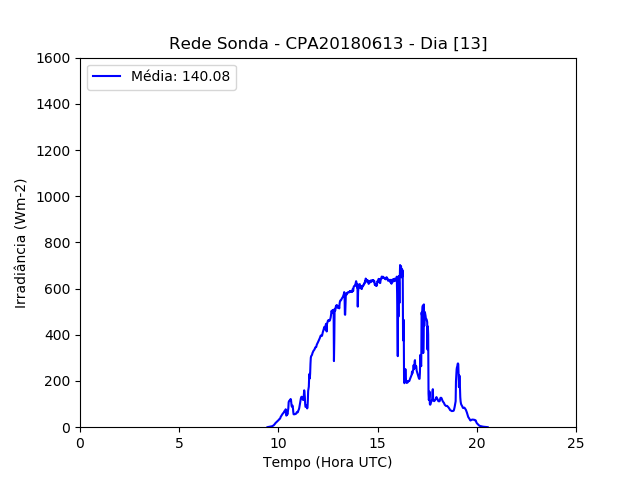 Rede Sonda - CPA20180613 - Dia [13]
Média: 140.08
Irradiância (Wm-2)
1600
1400
1200
1000
800
600
400
200
0
0 5 10 15 20 25
Tempo (Hora UTC)